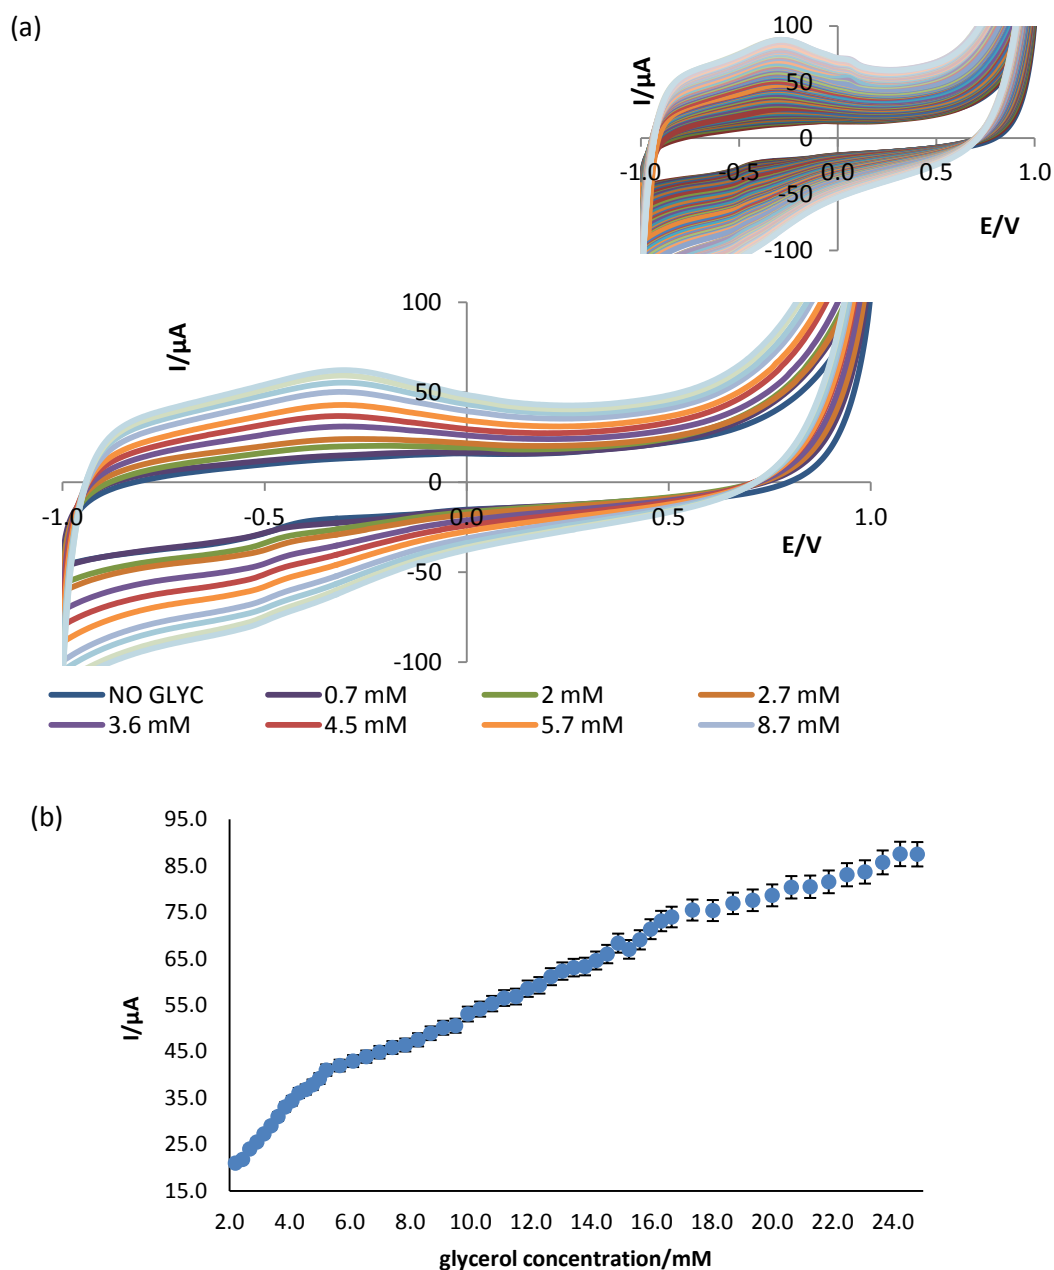 (a)
100
50
-1.0 -0.5 0.0 0.5 1.0
-50
-100
I/µA
E/V
100
50
0
-1.0 -0.5 0.0 0.5 1.0
-50
-100
I/µA
E/V
NO GLYC 0.7 mM 2 mM 2.7 mM
3.6 mM 4.5 mM 5.7 mM 8.7 mM
(b)
95.0
85.0
75.0
65.0
55.0
45.0
35.0
25.0
15.0
I/µA
2.0 4.0 6.0 8.0 10.0 12.0 14.0 16.0 18.0 20.0 22.0 24.0
glycerol concentration/mM